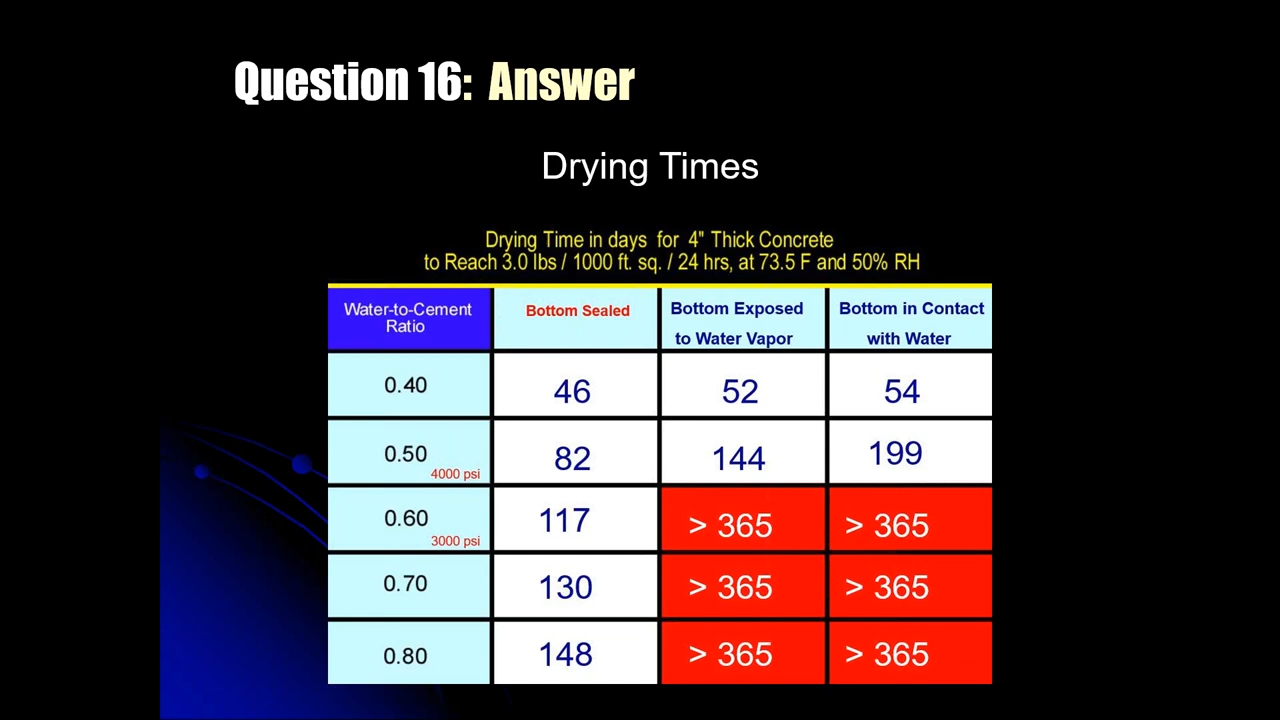 Question 16: Answer
Drying Times
Drying Time in days for 4" Thick Concrete
to Reach 3.0 lbs / 1000 ft. sq. / 24 hrs, at 73.5 F and 50% RH
Water-to-Cement Ratio Bottom Sealed Bottom Exposed to Water Vapor Bottom in Contact with Water
0.40 46 52 54
0.50 4000 psi 82 144 199
0.60 3000 psi 117 > 365 > 365
0.70 130 > 365 > 365
0.80 148 > 365 > 365